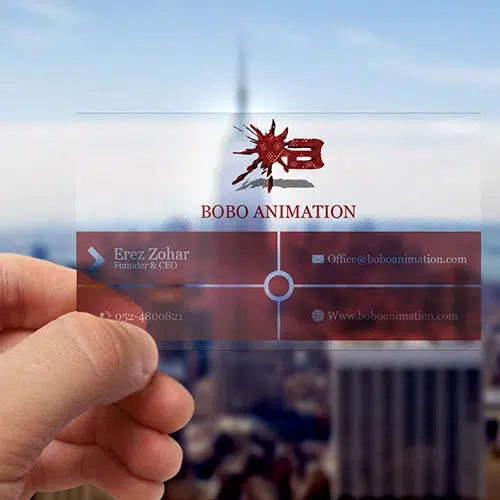 BOBO ANIMATION
Erez Zohar
Founder & CEO
Office@boboanimation.com
052-4800821
Www.boboanimation.com